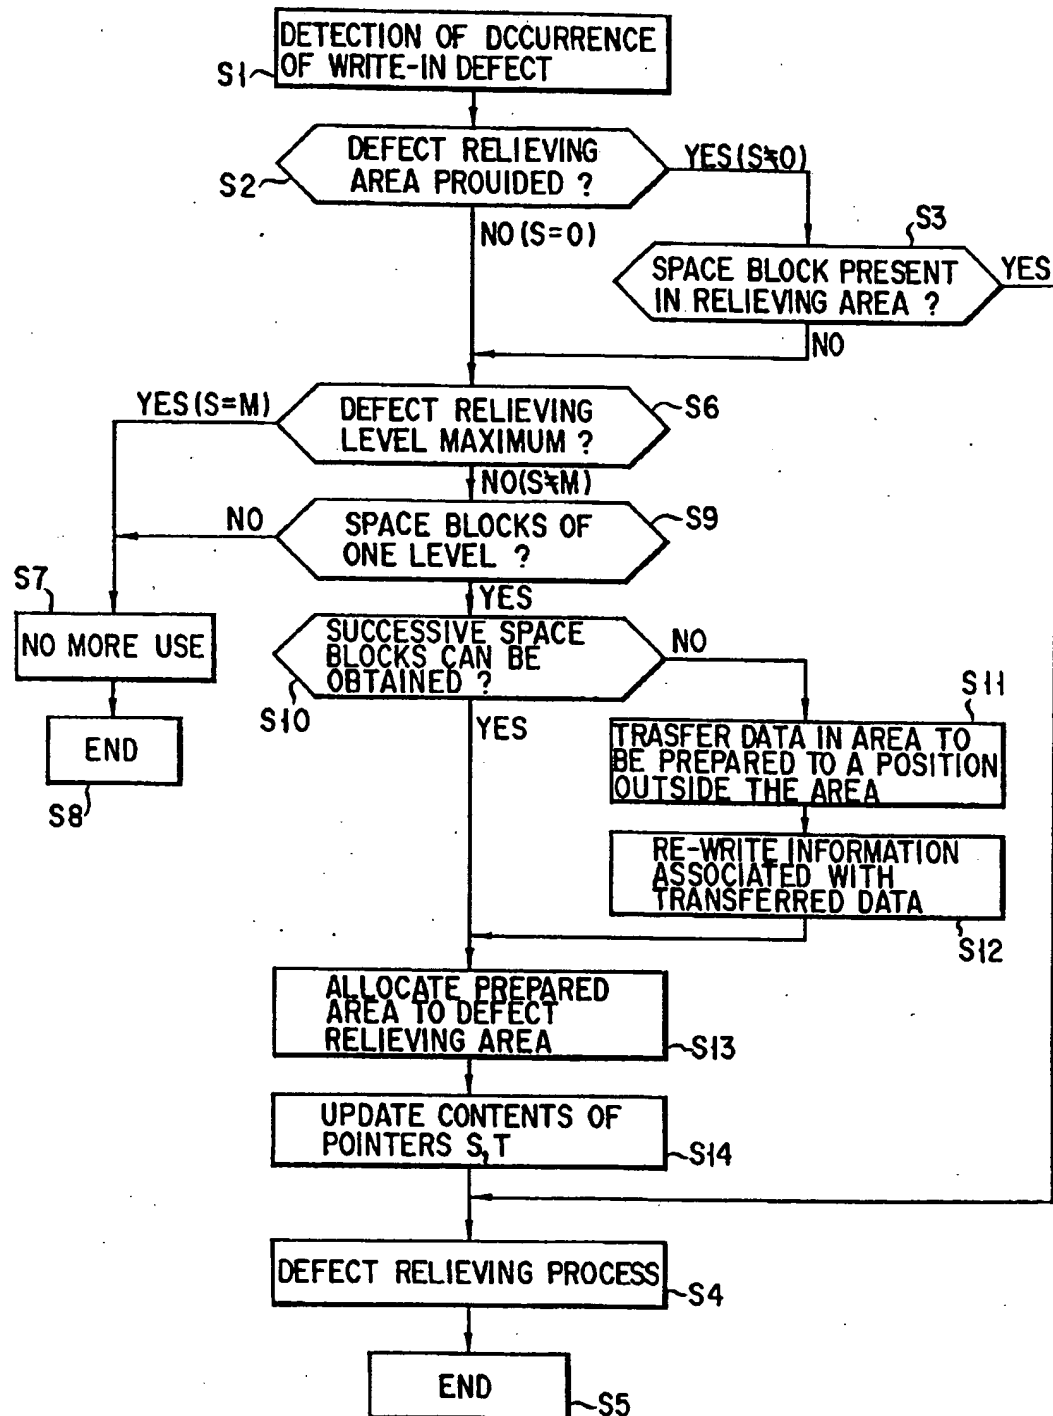 DETECTION OF DCCURRENCE
OF WRITE-IN DEFECT
S1
DEFECT RELIEVING
AREA PROUIDED ?
S2
YES(S≠0)
NO(S=0)
S3
SPACE BLOCK PRESENT
IN RELIEVING AREA ?
YES
NO
YES(S=M)
DEFECT RELIEVING
LEVEL MAXIMUM ?
S6
NO(S≠M)
NO
SPACE BLOCKS OF
ONE LEVEL ?
S9
S7
YES
NO MORE USE
SUCCESSIVE SPACE
BLOCKS CAN BE
OBTAINED ?
NO
S10
S11
END
YES
S8
TRASFER DATA IN AREA TO
BE PREPARED TO A POSITION
OUTSIDE THE AREA
RE-WRITE INFORMATION
ASSOCIATED WITH
TRANSFERRED DATA
S12
ALLOCATE PREPARED
AREA TO DEFECT
RELIEVING AREA
S13
UPDATE CONTENTS OF
POINTERS S,T
S14
DEFECT RELIEVING PROCESS
S4
END
S5